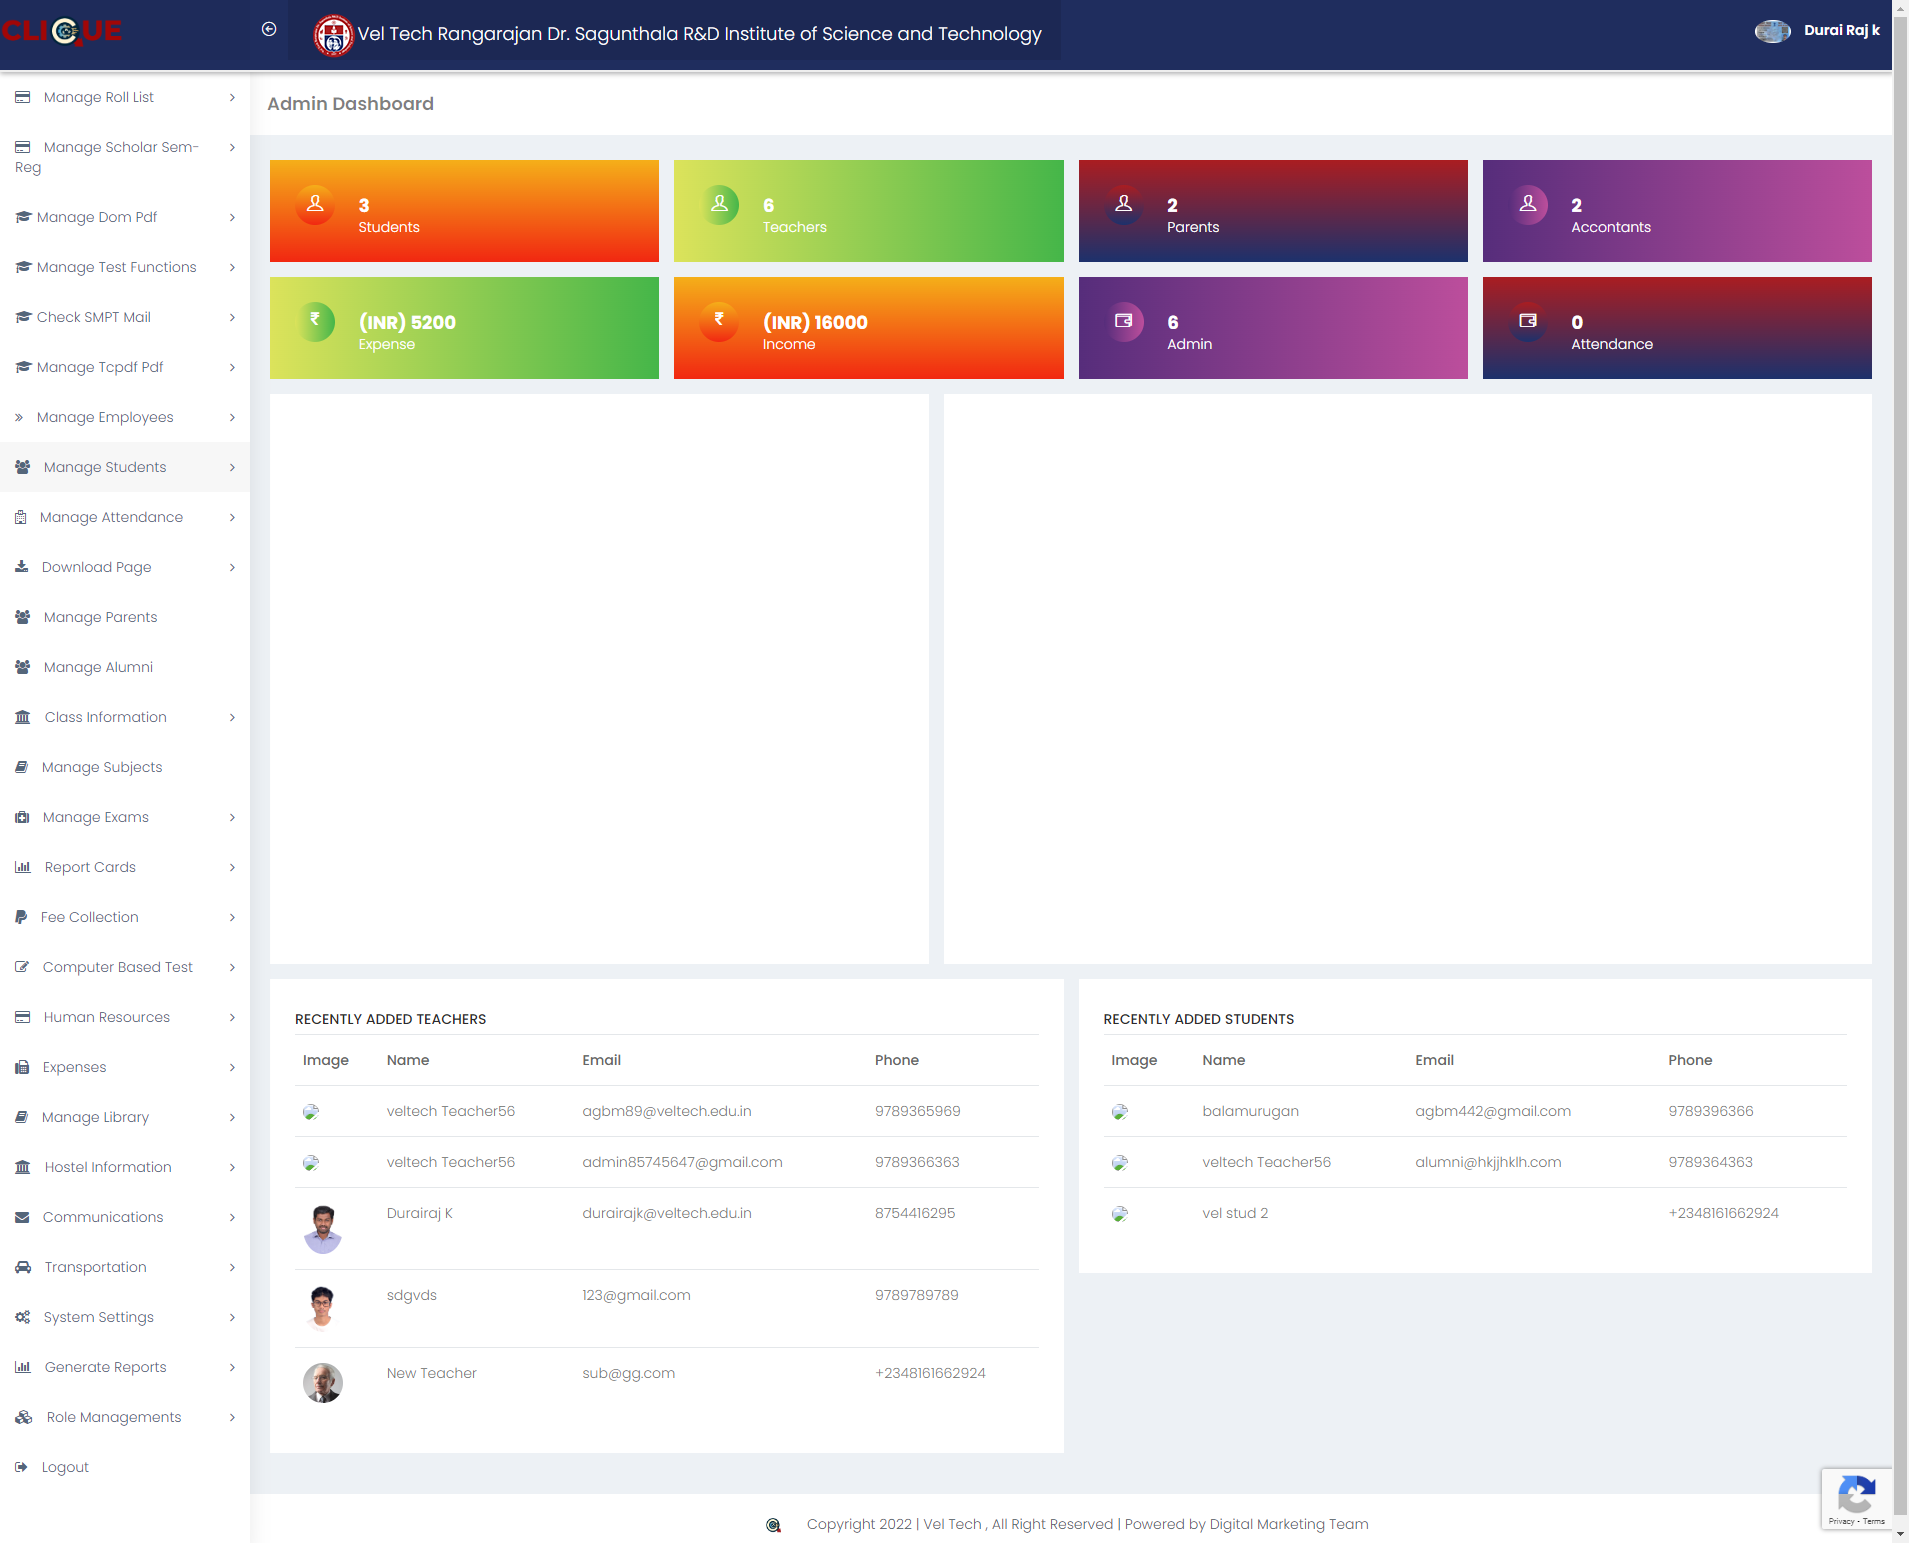 CLIQUE
Vel Tech Rangarajan Dr. Sagunthala R&D Institute of Science and Technology
Durai Raj k
Manage Roll List
Manage Scholar Sem-
Reg
Manage Dom Pdf
Manage Test Functions
Check SMPT Mail
Manage Tcpdf Pdf
Manage Employees
Manage Students
Manage Attendance
Download Page
Manage Parents
Manage Alumni
Class Information
Manage Subjects
Manage Exams
Report Cards
Fee Collection
Computer Based Test
Human Resources
Expenses
Manage Library
Hostel Information
Communications
Transportation
System Settings
Generate Reports
Role Managements
Logout
Admin Dashboard
3
Students
6
Teachers
2
Parents
2
Accontants
(INR) 5200
Expense
(INR) 16000
Income
6
Admin
0
Attendance
RECENTLY ADDED TEACHERS
Image Name Email Phone
veltech Teacher56 agbm89@veltech.edu.in 9789365969
veltech Teacher56 admin85745647@gmail.com 9789366363
Durairaj K durairajk@veltech.edu.in 8754416295
sdgvds 123@gmail.com 9789789789
New Teacher sub@gg.com +2348161662924
RECENTLY ADDED STUDENTS
Image Name Email Phone
balamurugan agbm442@gmail.com 9789396366
veltech Teacher56 alumni@hkjjhklh.com 9789364363
vel stud 2 +2348161662924
Copyright 2022 | Vel Tech , All Right Reserved | Powered by Digital Marketing Team
Privacy - Terms